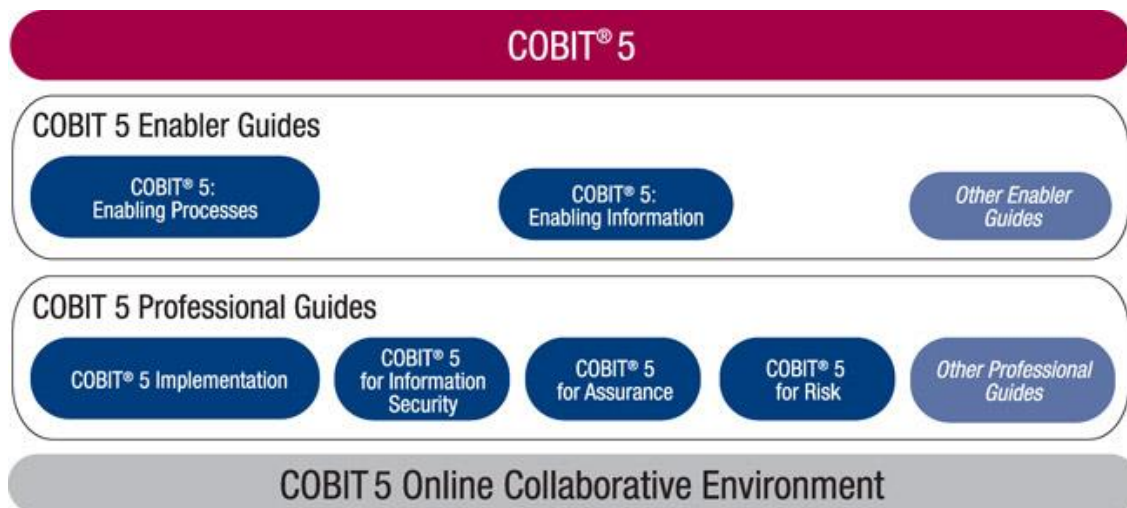 COBIT® 5
COBIT 5 Enabler Guides
COBIT® 5:
Enabling Processes
COBIT® 5:
Enabling Information
Other Enabler
Guides
COBIT 5 Professional Guides
COBIT® 5 Implementation
COBIT® 5
for Information
Security
COBIT® 5
for Assurance
COBIT® 5
for Risk
Other Professional
Guides
COBIT 5 Online Collaborative Environment